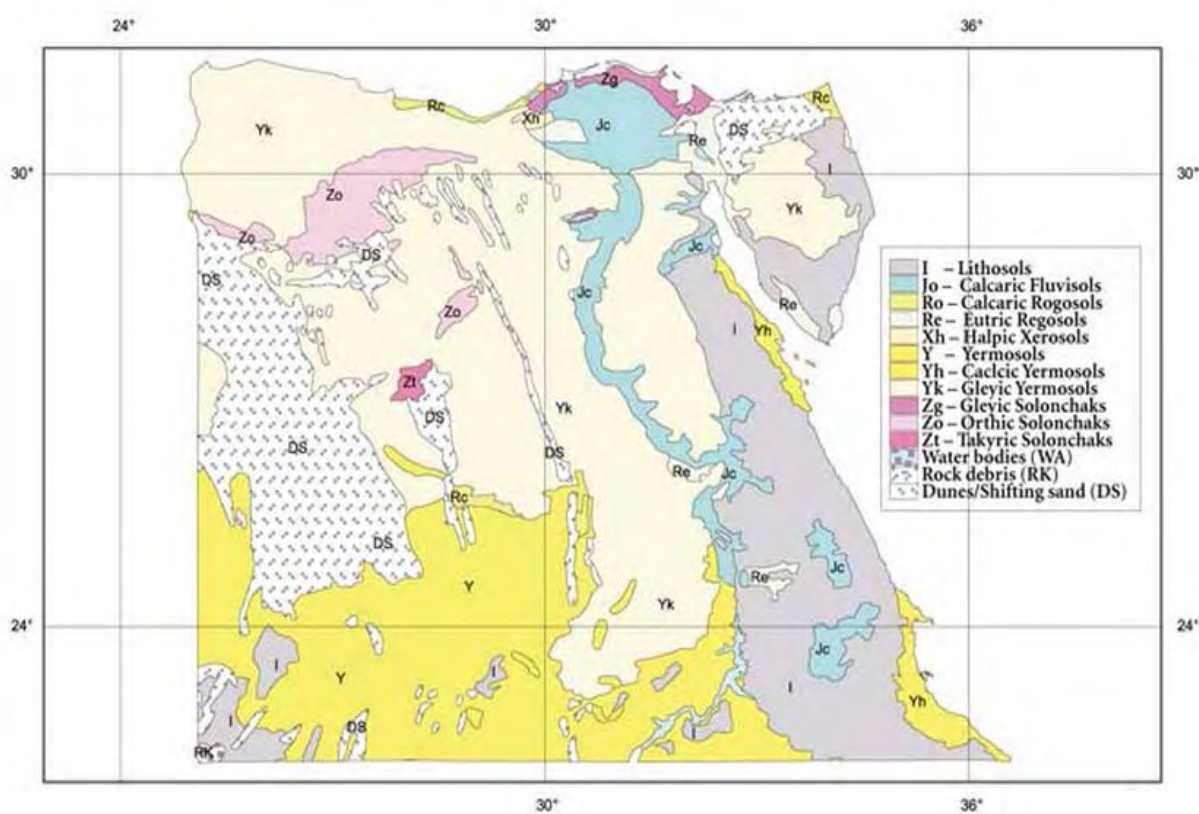 24°
30°
36°
Zg
Rc
Rc
Xh
Jc
DS
Yk
Re
30°
I
30°
Zo
Yk
Zo
DS
Jc
DS
I – Lithosols
Jo – Calcaric Fluvisols
Ro – Calcaric Rogosols
Re – Eutric Regosols
Xh – Halpic Xerosols
Y – Yermosols
Yh – Caclcic Yermosols
Yk – Gleyic Yermosols
Zg – Gleyic Solonchaks
Zo – Orthic Solonchaks
Zt – Takyric Solonchaks
Water bodies (WA)
Rock debris (RK)
Dunes/Shifting sand (DS)
Jc
Re
Zo
I
Yh
Zt
DS
Yk
DS
DS
Re
Jc
Rc
DS
Jc
Re
Y
Yk
24°
24°
Jc
I
I
Y
I
Yh
I
DS
I
RK
30°
36°